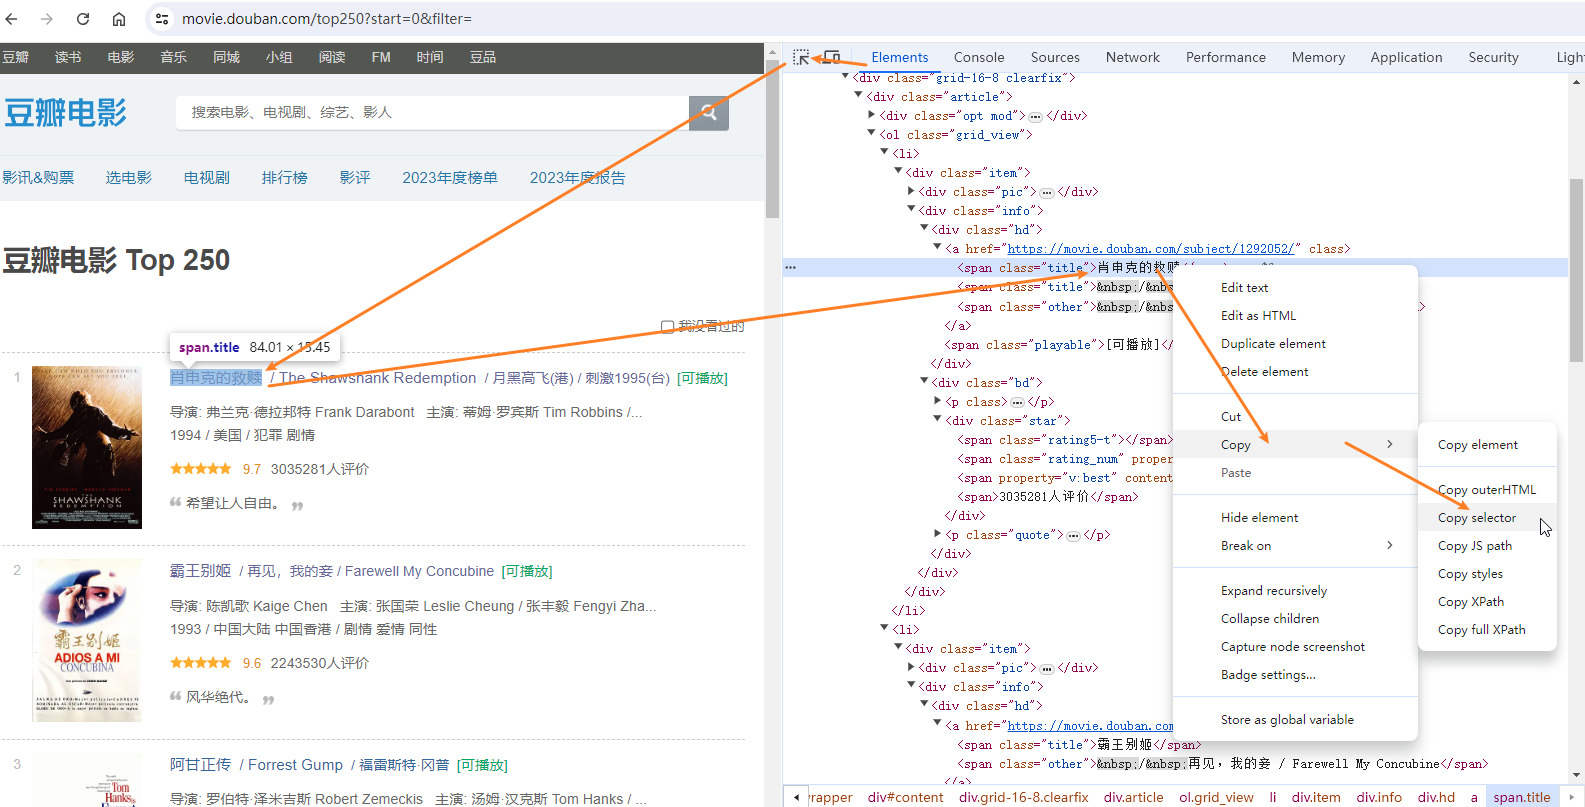 movie.douban.com/top250?start=0&filter=
豆瓣 读书 电影 音乐 同城 小组 阅读 FM 时间 豆品
豆瓣电影
搜索电影、电视剧、综艺、影人
影讯&购票 选电影 电视剧 排行榜 影评 2023年度榜单 2023年度报告
豆瓣电影 Top 250
我没看过的
span.title 84.01 × 15.45
1
肖申克的救赎 / The Shawshank Redemption / 月黑高飞(港) / 刺激1995(台) [可播放]
导演: 弗兰克·德拉邦特 Frank Darabont 主演: 蒂姆·罗宾斯 Tim Robbins /...
1994 / 美国 / 犯罪 剧情
9.7 3035281人评价
希望让人自由。
THE
SHAWSHANK
REDEMPTION
2
霸王别姬 / 再见，我的妾 / Farewell My Concubine [可播放]
导演: 陈凯歌 Kaige Chen 主演: 张国荣 Leslie Cheung / 张丰毅 Fengyi Zha...
1993 / 中国大陆 中国香港 / 剧情 爱情 同性
9.6 2243530人评价
风华绝代。
霸王别姬
ADIOS A MI
CONCUBINA
3
阿甘正传 / Forrest Gump / 福雷斯特·冈普 [可播放]
导演: 罗伯特·泽米吉斯 Robert Zemeckis 主演: 汤姆·汉克斯 Tom Hanks / ...
Tom
Hanks
Elements Console Sources Network Performance Memory Application Security Light
<div class="grid-16-8 clearfix">
<div class="article">
<div class="opt mod">…</div>
<ol class="grid_view">
<li>
<div class="item">
<div class="pic">…</div>
<div class="info">
<div class="hd">
<a href="https://movie.douban.com/subject/1292052/" class>
<span class="title">肖申克的救赎
<span class="title">&nbsp;/&nbs
<span class="other">&nbsp;/&nbs
</a>
<span class="playable">[可播放]</
</div>
<div class="bd">
<p class>…</p>
<div class="star">
<span class="rating5-t"></span>
<span class="rating_num" proper
<span property="v:best" content
<span>3035281人评价</span>
</div>
<p class="quote">…</p>
</div>
</div>
</div>
</li>
<li>
<div class="item">
<div class="pic">…</div>
<div class="info">
<div class="hd">
<a href="https://movie.douban.com
<span class="title">霸王别姬</span>
<span class="other">&nbsp;/&nbsp;再见，我的妾 / Farewell My Concubine</span>
</a>
Edit text
Edit as HTML
Duplicate element
Delete element
Cut
Copy
Paste
Hide element
Break on
Expand recursively
Collapse children
Capture node screenshot
Badge settings...
Store as global variable
Copy element
Copy outerHTML
Copy selector
Copy JS path
Copy styles
Copy XPath
Copy full XPath
wrapper div#content div.grid-16-8.clearfix div.article ol.grid_view li div.item div.info div.hd a span.title